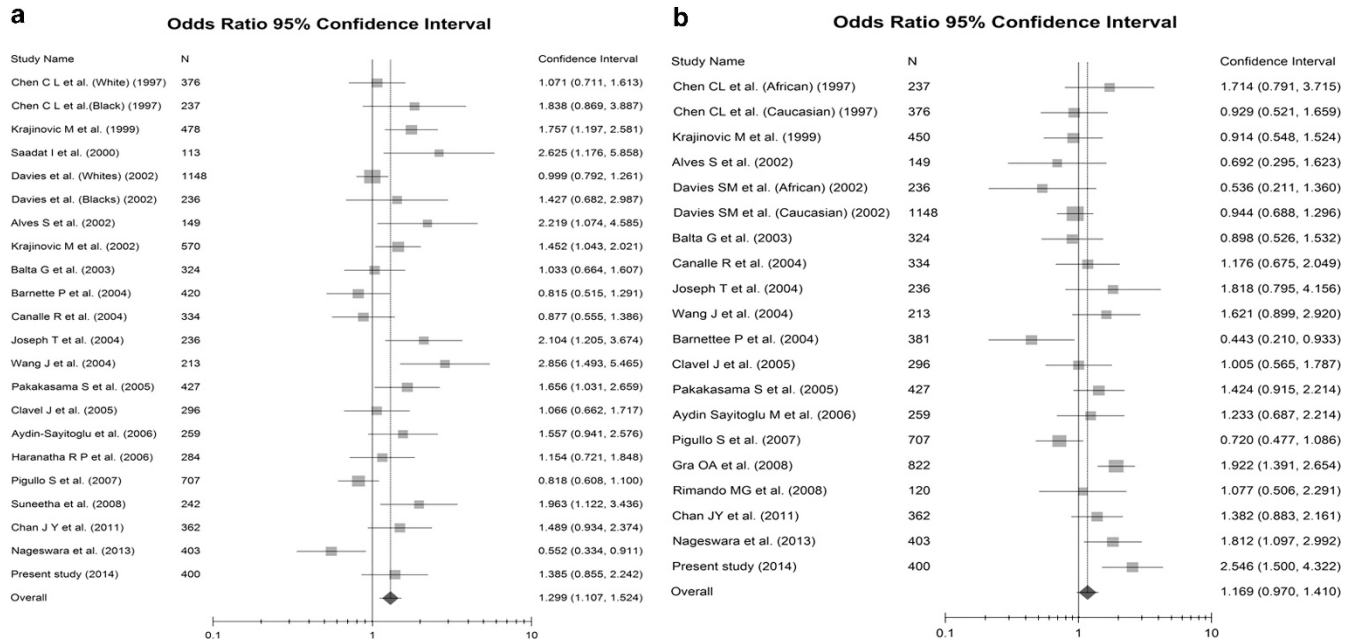 a
Odds Ratio 95% Confidence Interval
Study Name N Confidence Interval
Chen C L et al. (White) (1997) 376 1.071 (0.711, 1.613)
Chen C L et al.(Black) (1997) 237 1.838 (0.869, 3.887)
Krajinovic M et al. (1999) 478 1.757 (1.197, 2.581)
Saadat I et al. (2000) 113 2.625 (1.176, 5.858)
Davies et al. (Whites) (2002) 1148 0.999 (0.792, 1.261)
Davies et al. (Blacks) (2002) 236 1.427 (0.682, 2.987)
Alves S et al. (2002) 149 2.219 (1.074, 4.585)
Krajinovic M et al. (2002) 570 1.452 (1.043, 2.021)
Balta G et al. (2003) 324 1.033 (0.664, 1.607)
Barnette P et al. (2004) 420 0.815 (0.515, 1.291)
Canalle R et al. (2004) 334 0.877 (0.555, 1.386)
Joseph T et al. (2004) 236 2.104 (1.205, 3.674)
Wang J et al. (2004) 213 2.856 (1.493, 5.465)
Pakakasama S et al. (2005) 427 1.656 (1.031, 2.659)
Clavel J et al. (2005) 296 1.066 (0.662, 1.717)
Aydin-Sayitoglu et al. (2006) 259 1.557 (0.941, 2.576)
Haranatha R P et al. (2006) 284 1.154 (0.721, 1.848)
Pigullo S et al. (2007) 707 0.818 (0.608, 1.100)
Suneetha et al. (2008) 242 1.963 (1.122, 3.436)
Chan J Y et al. (2011) 362 1.489 (0.934, 2.374)
Nageswara et al. (2013) 403 0.552 (0.334, 0.911)
Present study (2014) 400 1.385 (0.855, 2.242)
Overall 1.299 (1.107, 1.524)
0.1 1 10
b
Odds Ratio 95% Confidence Interval
Study Name N Confidence Interval
Chen CL et al. (African) (1997) 237 1.714 (0.791, 3.715)
Chen CL et al. (Caucasian) (1997) 376 0.929 (0.521, 1.659)
Krajinovic M et al. (1999) 450 0.914 (0.548, 1.524)
Alves S et al. (2002) 149 0.692 (0.295, 1.623)
Davies SM et al. (African) (2002) 236 0.536 (0.211, 1.360)
Davies SM et al. (Caucasian) (2002) 1148 0.944 (0.688, 1.296)
Balta G et al. (2003) 324 0.898 (0.526, 1.532)
Canalle R et al. (2004) 334 1.176 (0.675, 2.049)
Joseph T et al. (2004) 236 1.818 (0.795, 4.156)
Wang J et al. (2004) 213 1.621 (0.899, 2.920)
Barnettee P et al. (2004) 381 0.443 (0.210, 0.933)
Clavel J et al. (2005) 296 1.005 (0.565, 1.787)
Pakakasama S et al. (2005) 427 1.424 (0.915, 2.214)
Aydin Sayitoglu M et al. (2006) 259 1.233 (0.687, 2.214)
Pigullo S et al. (2007) 707 0.720 (0.477, 1.086)
Gra OA et al. (2008) 822 1.922 (1.391, 2.654)
Rimando MG et al. (2008) 120 1.077 (0.506, 2.291)
Chan JY et al. (2011) 362 1.382 (0.883, 2.161)
Nageswara et al. (2013) 403 1.812 (1.097, 2.992)
Present study (2014) 400 2.546 (1.500, 4.322)
Overall 1.169 (0.970, 1.410)
0.1 1 10